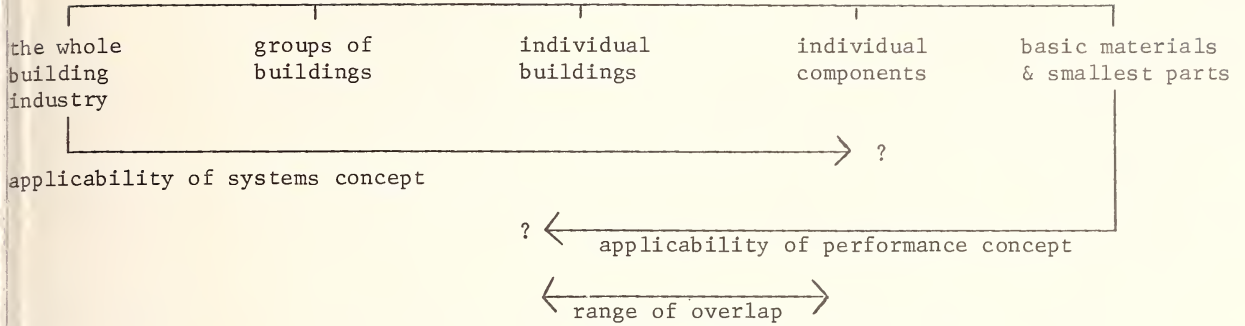 the whole
building
industry
groups of
buildings
individual
buildings
individual
components
basic materials
& smallest parts
?
applicability of systems concept
?
applicability of performance concept
range of overlap